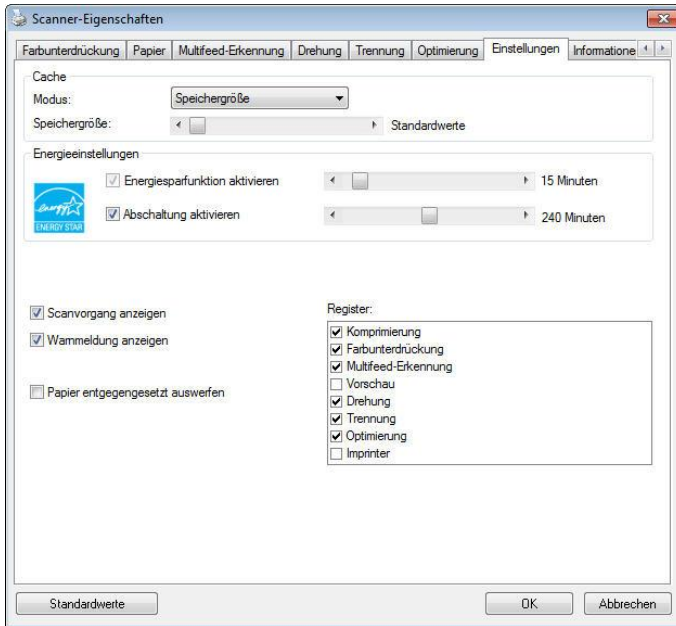 Scanner-Eigenschaften
Farbunterdrückung Papier Multifeed-Erkennung Drehung Trennung Optimierung Einstellungen Informatione
Cache
Modus: Speichergröße
Speichergröße: Standardwerte
Energieeinstellungen
Energiesparfunktion aktivieren 15 Minuten
Abschaltung aktivieren 240 Minuten
energy
ENERGY STAR
Scanvorgang anzeigen
Warnmeldung anzeigen
Papier entgegengesetzt auswerfen
Register:
Komprimierung
Farbunterdrückung
Multifeed-Erkennung
Vorschau
Drehung
Trennung
Optimierung
Imprinter
Standardwerte OK Abbrechen